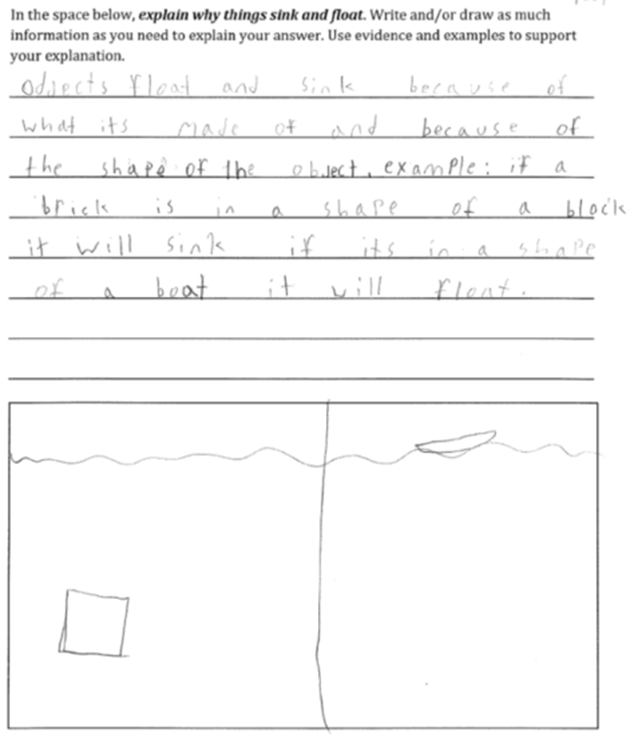 In the space below, explain why things sink and float. Write and/or draw as much
information as you need to explain your answer. Use evidence and examples to support
your explanation.
Objects float and sink because of
what its made of and because of
the shape of the object. example: if a
brick is in a shape of a block
it will sink if its in a shape
of a boat it will float.